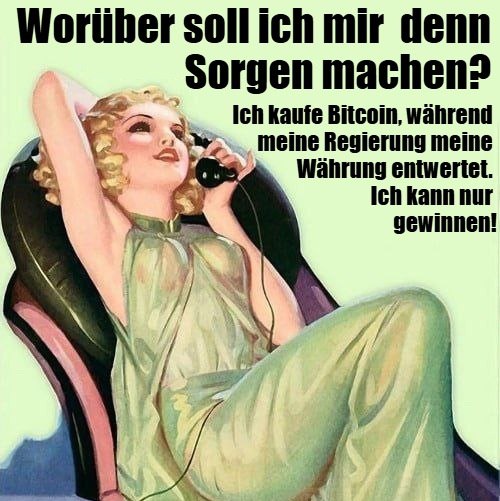 Worüber soll ich mir denn
Sorgen machen?
Ich kaufe Bitcoin, während
meine Regierung meine
Währung entwertet.
Ich kann nur
gewinnen!